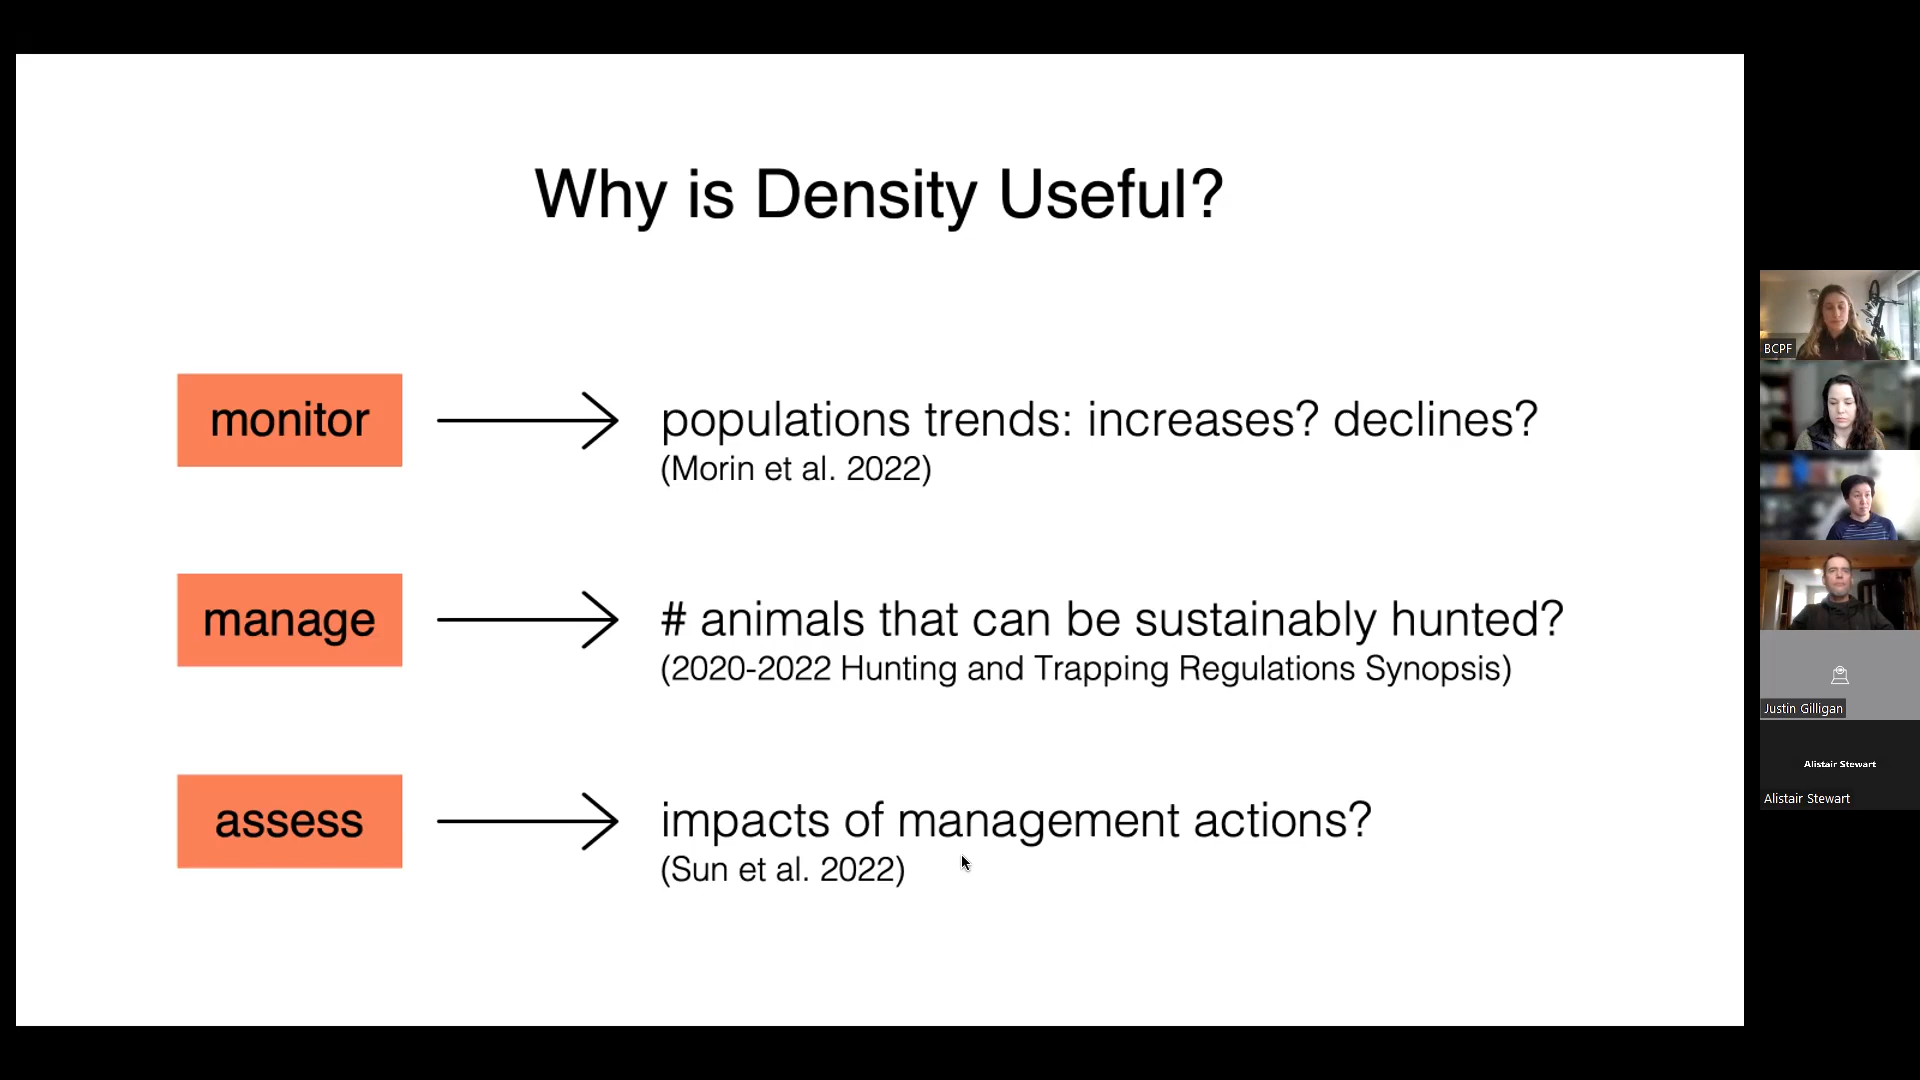 Why is Density Useful?
monitor
populations trends: increases? declines?
(Morin et al. 2022)
manage
# animals that can be sustainably hunted?
(2020-2022 Hunting and Trapping Regulations Synopsis)
assess
impacts of management actions?
(Sun et al. 2022)
BCPF
Justin Gilligan
Alistair Stewart
Alistair Stewart